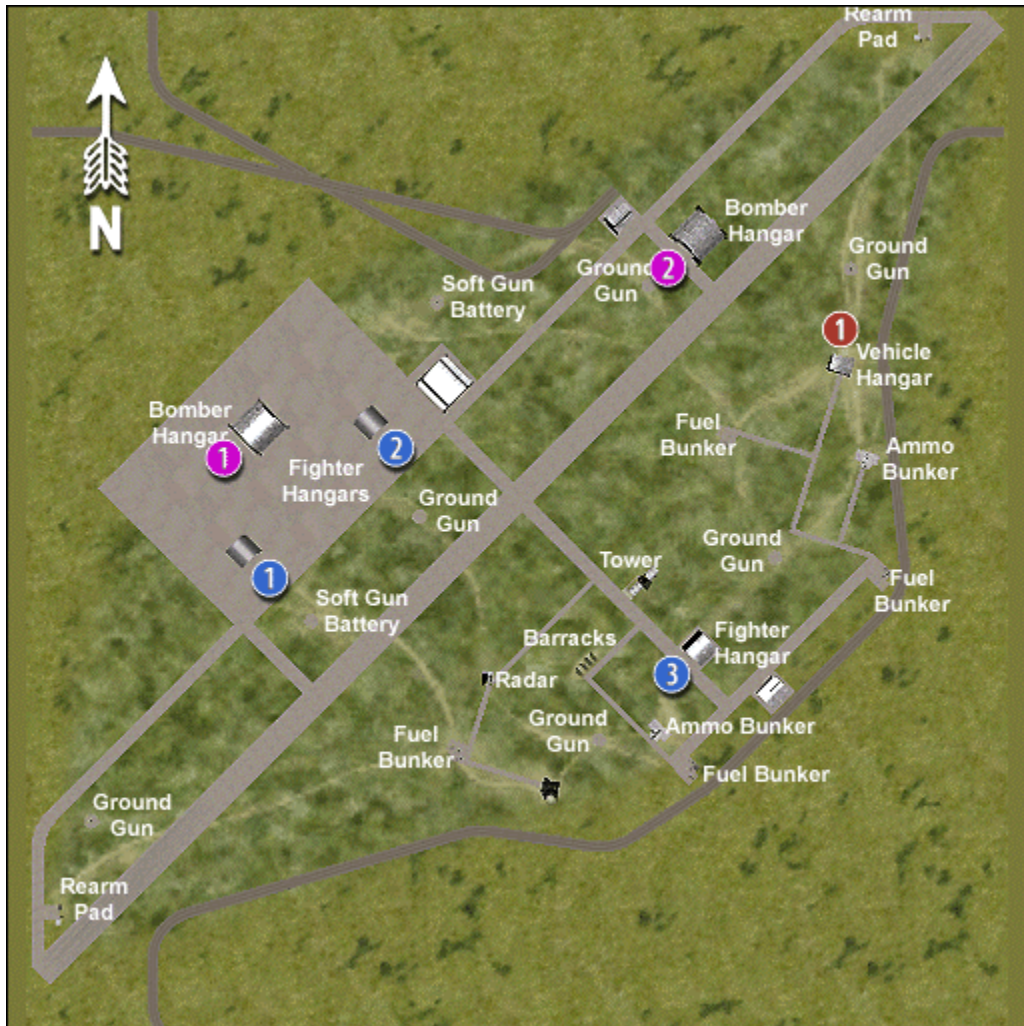 Rearm
Pad
N
Bomber
Hangar
Ground
Gun
2
Ground
Gun
Soft Gun
Battery
1
Vehicle
Hangar
Bomber
Hangar
1
2
Fighter
Hangars
Fuel
Bunker
Ammo
Bunker
Ground
Gun
Ground
Gun
Tower
1
Fuel
Bunker
Soft Gun
Battery
Barracks
Fighter
Hangar
3
Radar
Ground
Gun
Ammo Bunker
Fuel
Bunker
Fuel Bunker
Ground
Gun
Rearm
Pad